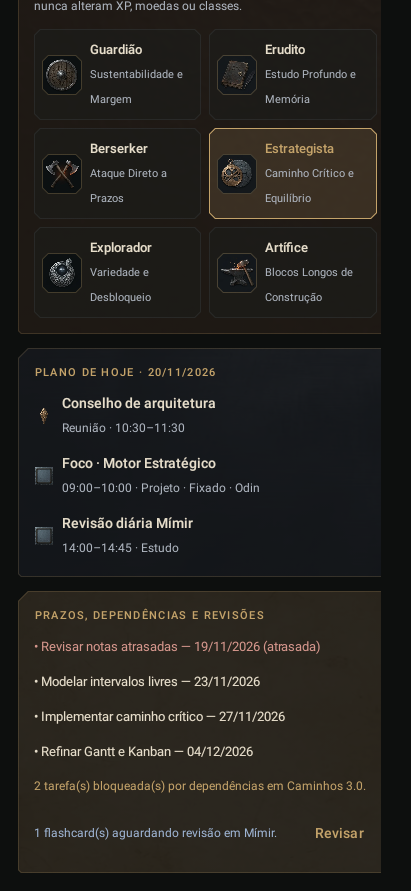 nunca alteram XP, moedas ou classes.
Guardião
Sustentabilidade e
Margem
Erudito
Estudo Profundo e
Memória
Berserker
Ataque Direto a
Prazos
Estrategista
Caminho Crítico e
Equilíbrio
Explorador
Variedade e
Desbloqueio
Artífice
Blocos Longos de
Construção
PLANO DE HOJE · 20/11/2026
Conselho de arquitetura
Reunião · 10:30–11:30
Foco · Motor Estratégico
09:00–10:00 · Projeto · Fixado · Odin
Revisão diária Mímir
14:00–14:45 · Estudo
PRAZOS, DEPENDÊNCIAS E REVISÕES
• Revisar notas atrasadas — 19/11/2026 (atrasada)
• Modelar intervalos livres — 23/11/2026
• Implementar caminho crítico — 27/11/2026
• Refinar Gantt e Kanban — 04/12/2026
2 tarefa(s) bloqueada(s) por dependências em Caminhos 3.0.
1 flashcard(s) aguardando revisão em Mímir. Revisar